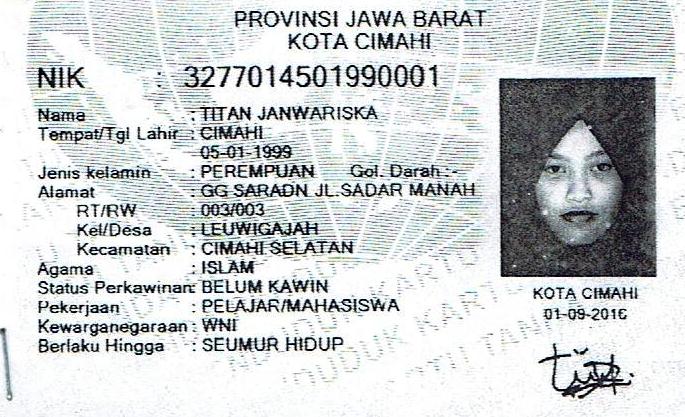 PROVINSI JAWA BARAT
KOTA CIMAHI
NIK : 3277014501990001
Nama : TITAN JANWARISKA
Tempat/Tgl Lahir : CIMAHI
05-01-1999
Jenis kelamin : PEREMPUAN Gol. Darah :-
Alamat : GG SARADN JL.SADAR MANAH
RT/RW : 003/003
Kel/Desa : LEUWIGAJAH
Kecamatan : CIMAHI SELATAN
Agama : ISLAM
Status Perkawinan: BELUM KAWIN
Pekerjaan : PELAJAR/MAHASISWA
Kewarganegaraan : WNI
Berlaku Hingga : SEUMUR HIDUP
KOTA CIMAHI
01-09-2016